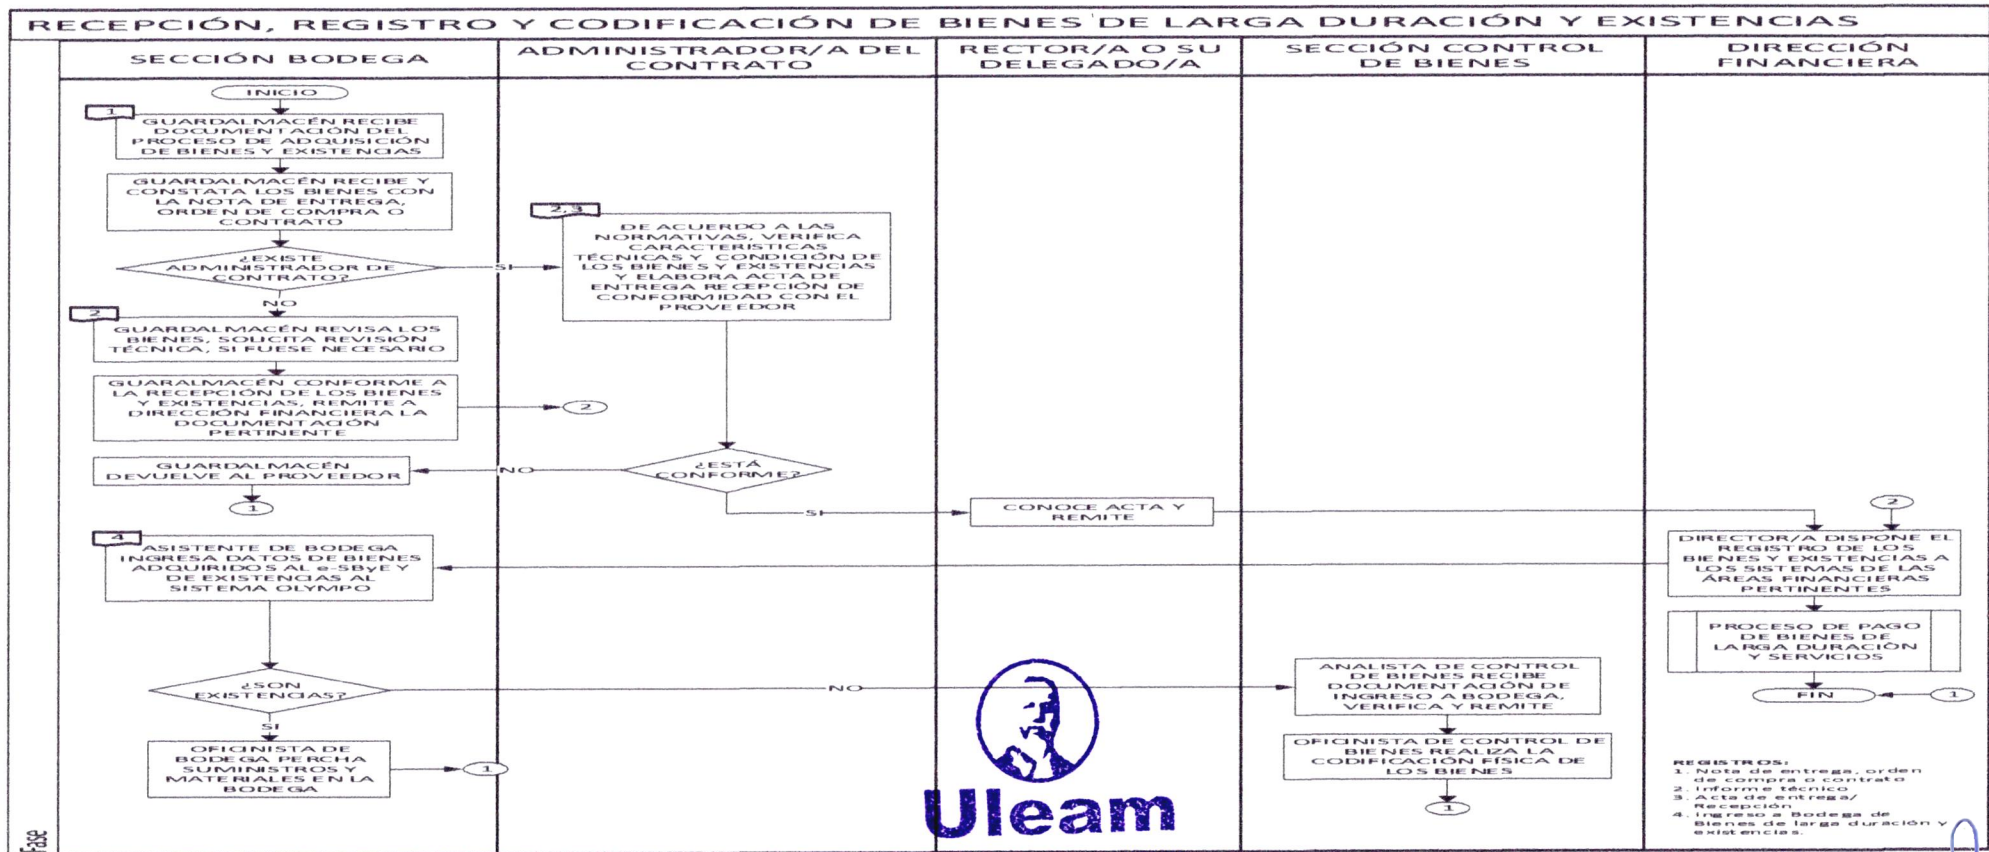 RECEPCIÓN, REGISTRO Y CODIFICACIÓN DE BIENES DE LARGA DURACIÓN Y EXISTENCIAS
SECCIÓN BODEGA
ADMINISTRADOR/A DEL
CONTRATO
RECTOR/A O SU
DELEGADO/A
SECCIÓN CONTROL
DE BIENES
DIRECCIÓN
FINANCIERA
INICIO
1
GUARDALMACÉN RECIBE
DOCUMENTACIÓN DEL
PROCESO DE ADQUISICIÓN
DE BIENES Y EXISTENCIAS
GUARDALMACÉN RECIBE Y
CONSTATA LOS BIENES CON
LA NOTA DE ENTREGA,
ORDEN DE COMPRA O
CONTRATO
¿EXISTE
ADMINISTRADOR DE
CONTRATO?
SI
NO
2,3
DE ACUERDO A LAS
NORMATIVAS, VERIFICA
CARACTERISTICAS
TÉCNICAS Y CONDICIÓN DE
LOS BIENES Y EXISTENCIAS
Y ELABORA ACTA DE
ENTREGA RECEPCIÓN DE
CONFORMIDAD CON EL
PROVEEDOR
2
GUARDALMACÉN REVISA LOS
BIENES, SOLICITA REVISIÓN
TÉCNICA, SI FUESE NECESARIO
GUARALMACÉN CONFORME A
LA RECEPCIÓN DE LOS BIENES
Y EXISTENCIAS, REMITE A
DIRECCIÓN FINANCIERA LA
DOCUMENTACIÓN
PERTINENTE
2
¿ESTÁ
CONFORME?
NO
GUARDALMACÉN
DEVUELVE AL PROVEEDOR
1
SI
CONOCE ACTA Y
REMITE
2
DIRECTOR/A DISPONE EL
REGISTRO DE LOS
BIENES Y EXISTENCIAS A
LOS SISTEMAS DE LAS
ÁREAS FINANCIERAS
PERTINENTES
4
ASISTENTE DE BODEGA
INGRESA DATOS DE BIENES
ADQUIRIDOS AL e-SByE Y
DE EXISTENCIAS AL
SISTEMA OLYMPO
PROCESO DE PAGO
DE BIENES DE
LARGA DURACIÓN
Y SERVICIOS
FIN
1
¿SON
EXISTENCIAS?
NO
SI
ANALISTA DE CONTROL
DE BIENES RECIBE
DOCUMENTACIÓN DE
INGRESO A BODEGA,
VERIFICA Y REMITE
OFICINISTA DE
BODEGA PERCHA
SUMINISTROS Y
MATERIALES EN LA
BODEGA
1
OFICINISTA DE CONTROL DE
BIENES REALIZA LA
CODIFICACIÓN FÍSICA DE
LOS BIENES
1
Uleam
REGISTROS:
1. Nota de entrega, orden
de compra o contrato
2. Informe técnico
3. Acta de entrega/
Recepción
4. Ingreso a Bodega de
Bienes de larga duración y
existencias.
Fase